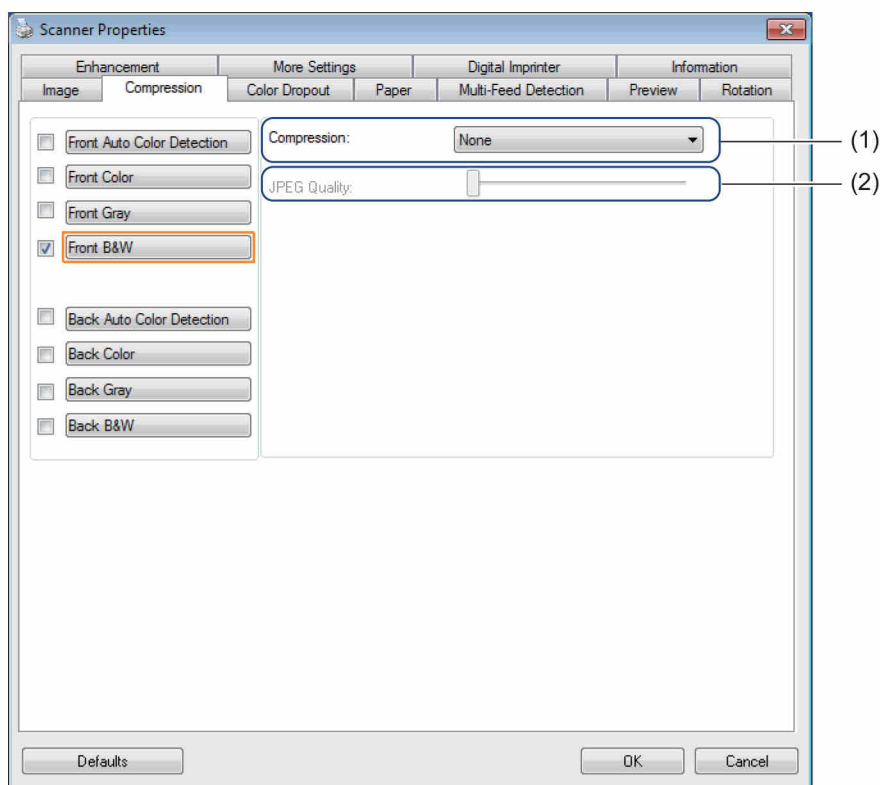 Scanner Properties
Enhancement More Settings Digital Imprinter Information
Image Compression Color Dropout Paper Multi-Feed Detection Preview Rotation
Front Auto Color Detection
Front Color
Front Gray
Front B&W
Back Auto Color Detection
Back Color
Back Gray
Back B&W
Compression: None (1)
JPEG Quality: (2)
Defaults OK Cancel